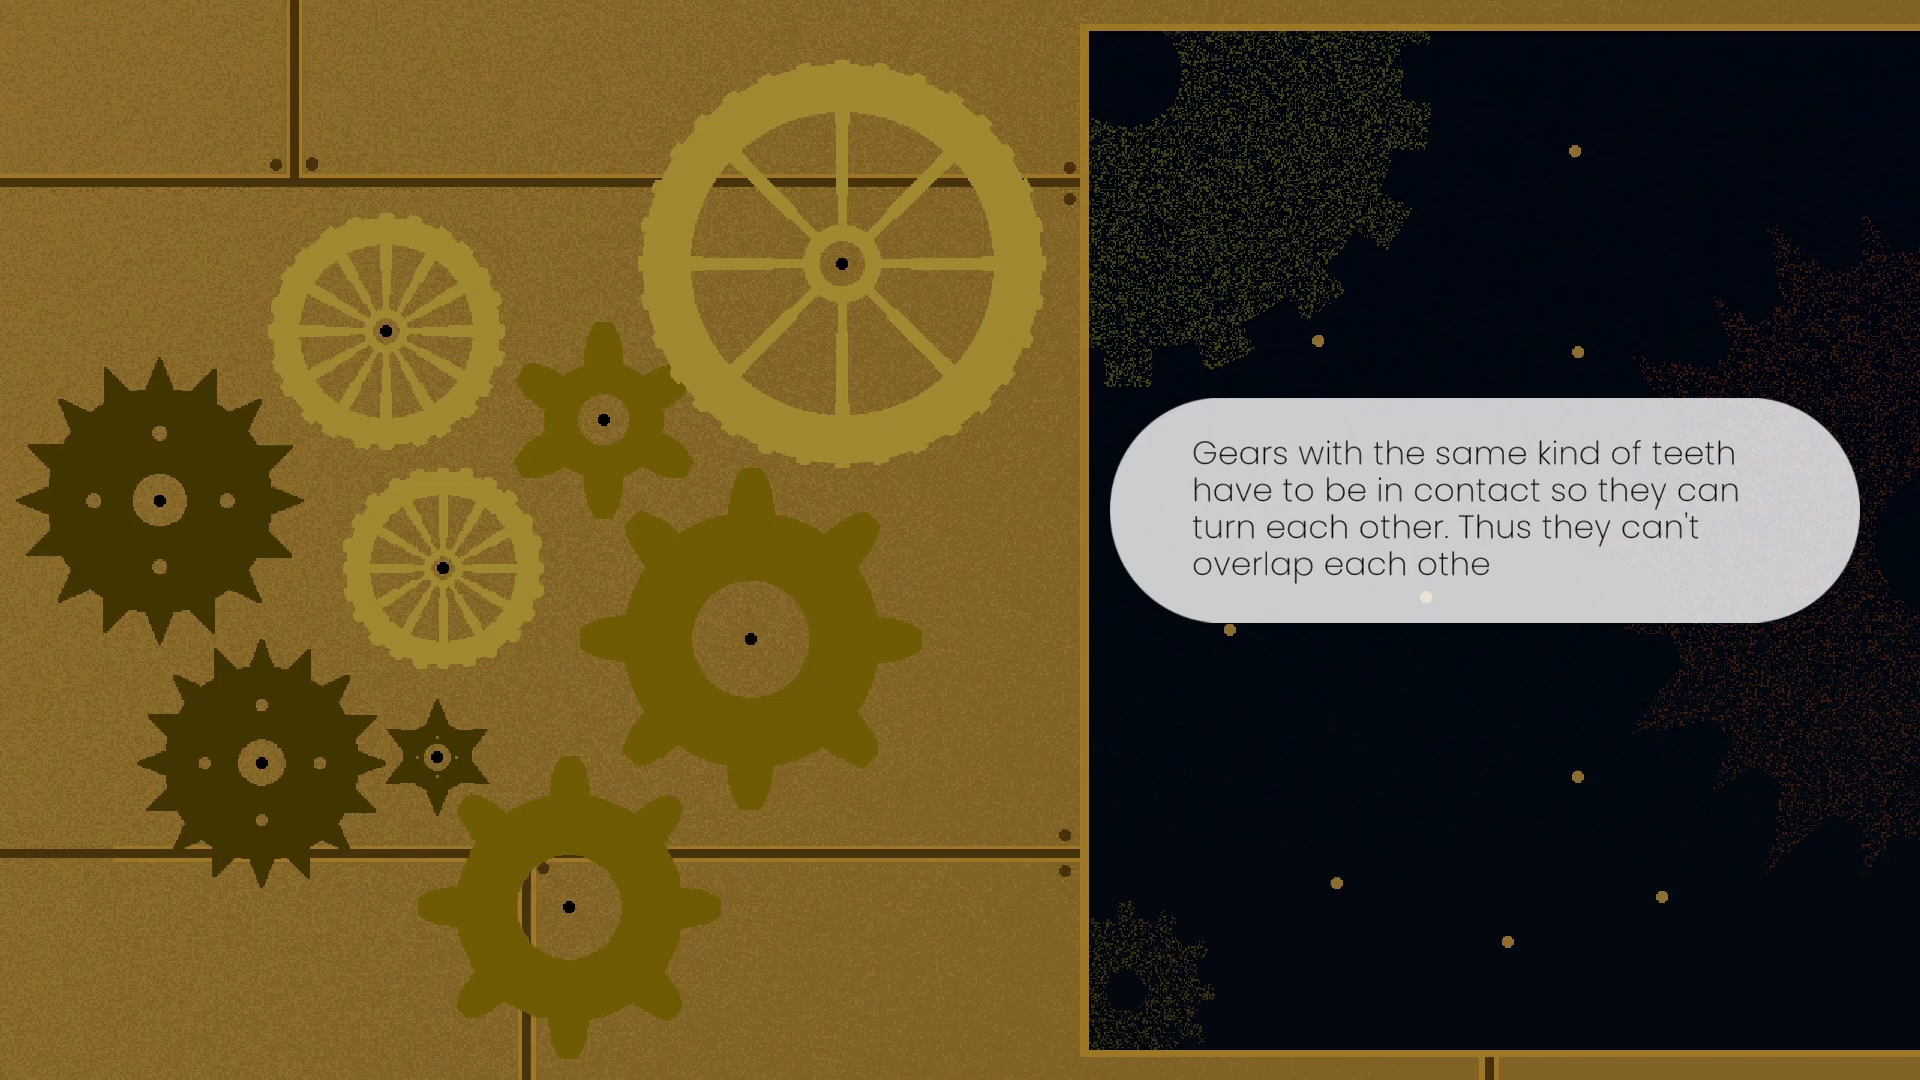 Gears with the same kind of teeth
have to be in contact so they can
turn each other. Thus they can't
overlap each othe